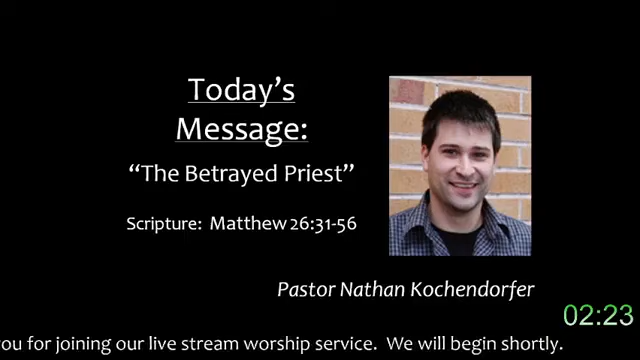 Today’s
Message:
“The Betrayed Priest”
Scripture:  Matthew 26:31-56
Pastor Nathan Kochendorfer
02:23
you for joining our live stream worship service.  We will begin shortly.